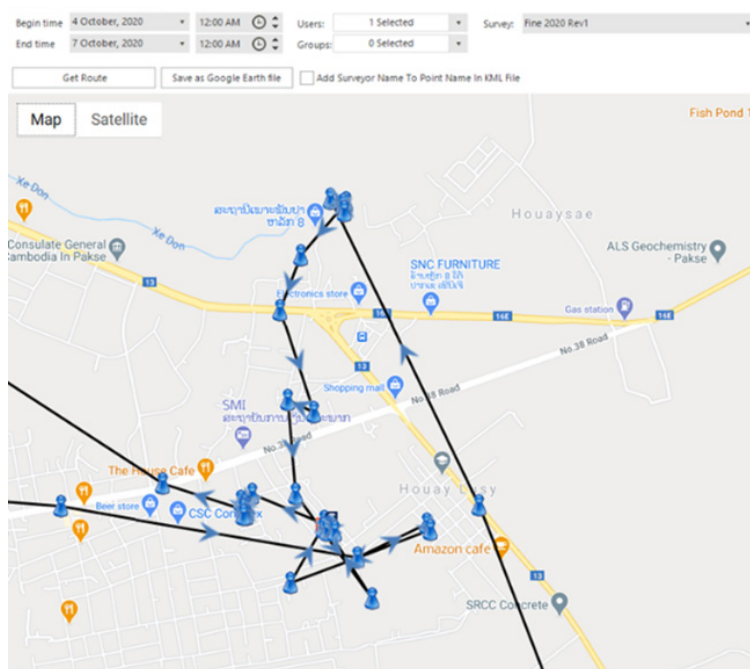 Begin time 4 October, 2020 12:00 AM Users: 1 Selected Survey: Fine 2020 Rev1
End time 7 October, 2020 12:00 AM Groups: 0 Selected
Get Route Save as Google Earth file Add Surveyor Name To Point Name In KML File
Map Satellite
Fish Pond 1
Xe Don
Xe Don
Houaysae
Consulate General
Cambodia In Pakse
ALS Geochemistry
- Pakse
SNC FURNITURE
13
Electronics store
16E
16E
16E
Gas station
No.38 Road
13
Shopping mall
No.38 Road
SMI
No.38 Road
The House Cafe
Houay Lusy
Beer store
CSC Complex
Amazon cafe
13
SRCC Concrete